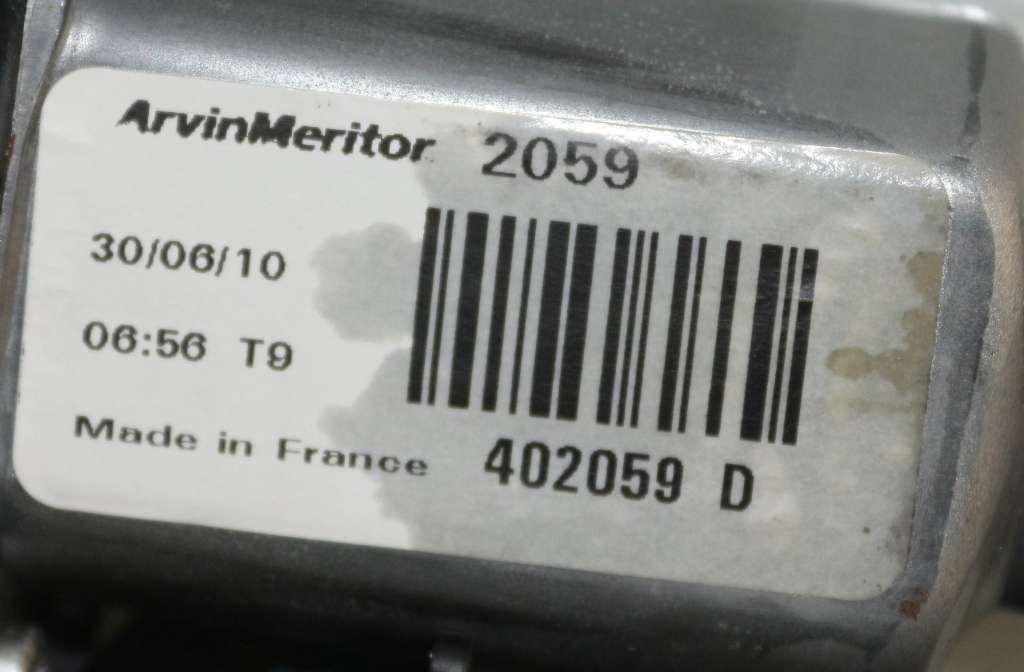 ArvinMeritor 2059
30/06/10
06:56 T9
Made in France
402059 D